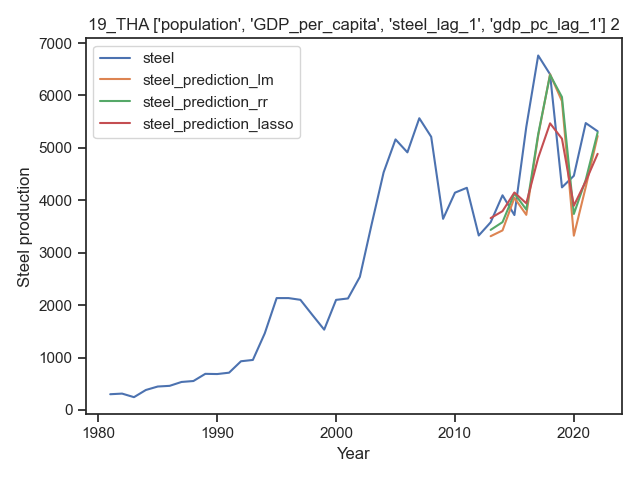 19_THA ['population', 'GDP_per_capita', 'steel_lag_1', 'gdp_pc_lag_1'] 2
steel
steel_prediction_lm
steel_prediction_rr
steel_prediction_lasso
Steel production
7000
6000
5000
4000
3000
2000
1000
0
1980
1990
2000
2010
2020
Year